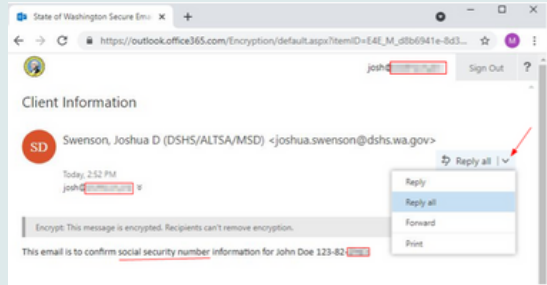 State of Washington Secure Ema
https://outlook.office365.com/Encryption/default.aspx?itemID=E4E_M_d8b6941e-8d3...
M
josh@
Sign Out
?
Client Information
SD
Swenson, Joshua D (DSHS/ALTSA/MSD) <joshua.swenson@dshs.wa.gov>
Reply all
Today, 2:52 PM
josh@
Reply
Reply all
Forward
Print
Encrypt: This message is encrypted. Recipients can't remove encryption.
This email is to confirm social security number information for John Doe 123-82-